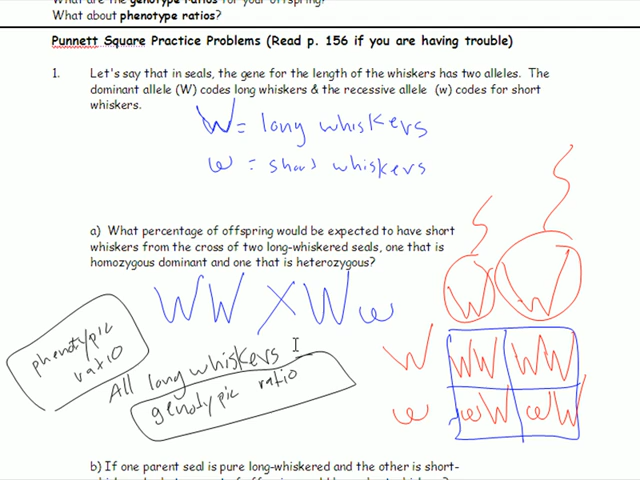 What are the genotype ratios for your offspring?
What about phenotype ratios?
Punnett Square Practice Problems (Read p. 156 if you are having trouble)
1. Let's say that in seals, the gene for the length of the whiskers has two alleles. The
dominant allele (W) codes long whiskers & the recessive allele (w) codes for short
whiskers.
W = long whiskers
w = short whiskers
a) What percentage of offspring would be expected to have short
whiskers from the cross of two long-whiskered seals, one that is
homozygous dominant and one that is heterozygous?
WW X Ww
W W
W WW WW
w wW wW
phenotypic
ratio
All long whiskers
genotypic ratio
b) If one parent seal is pure long-whiskered and the other is short-